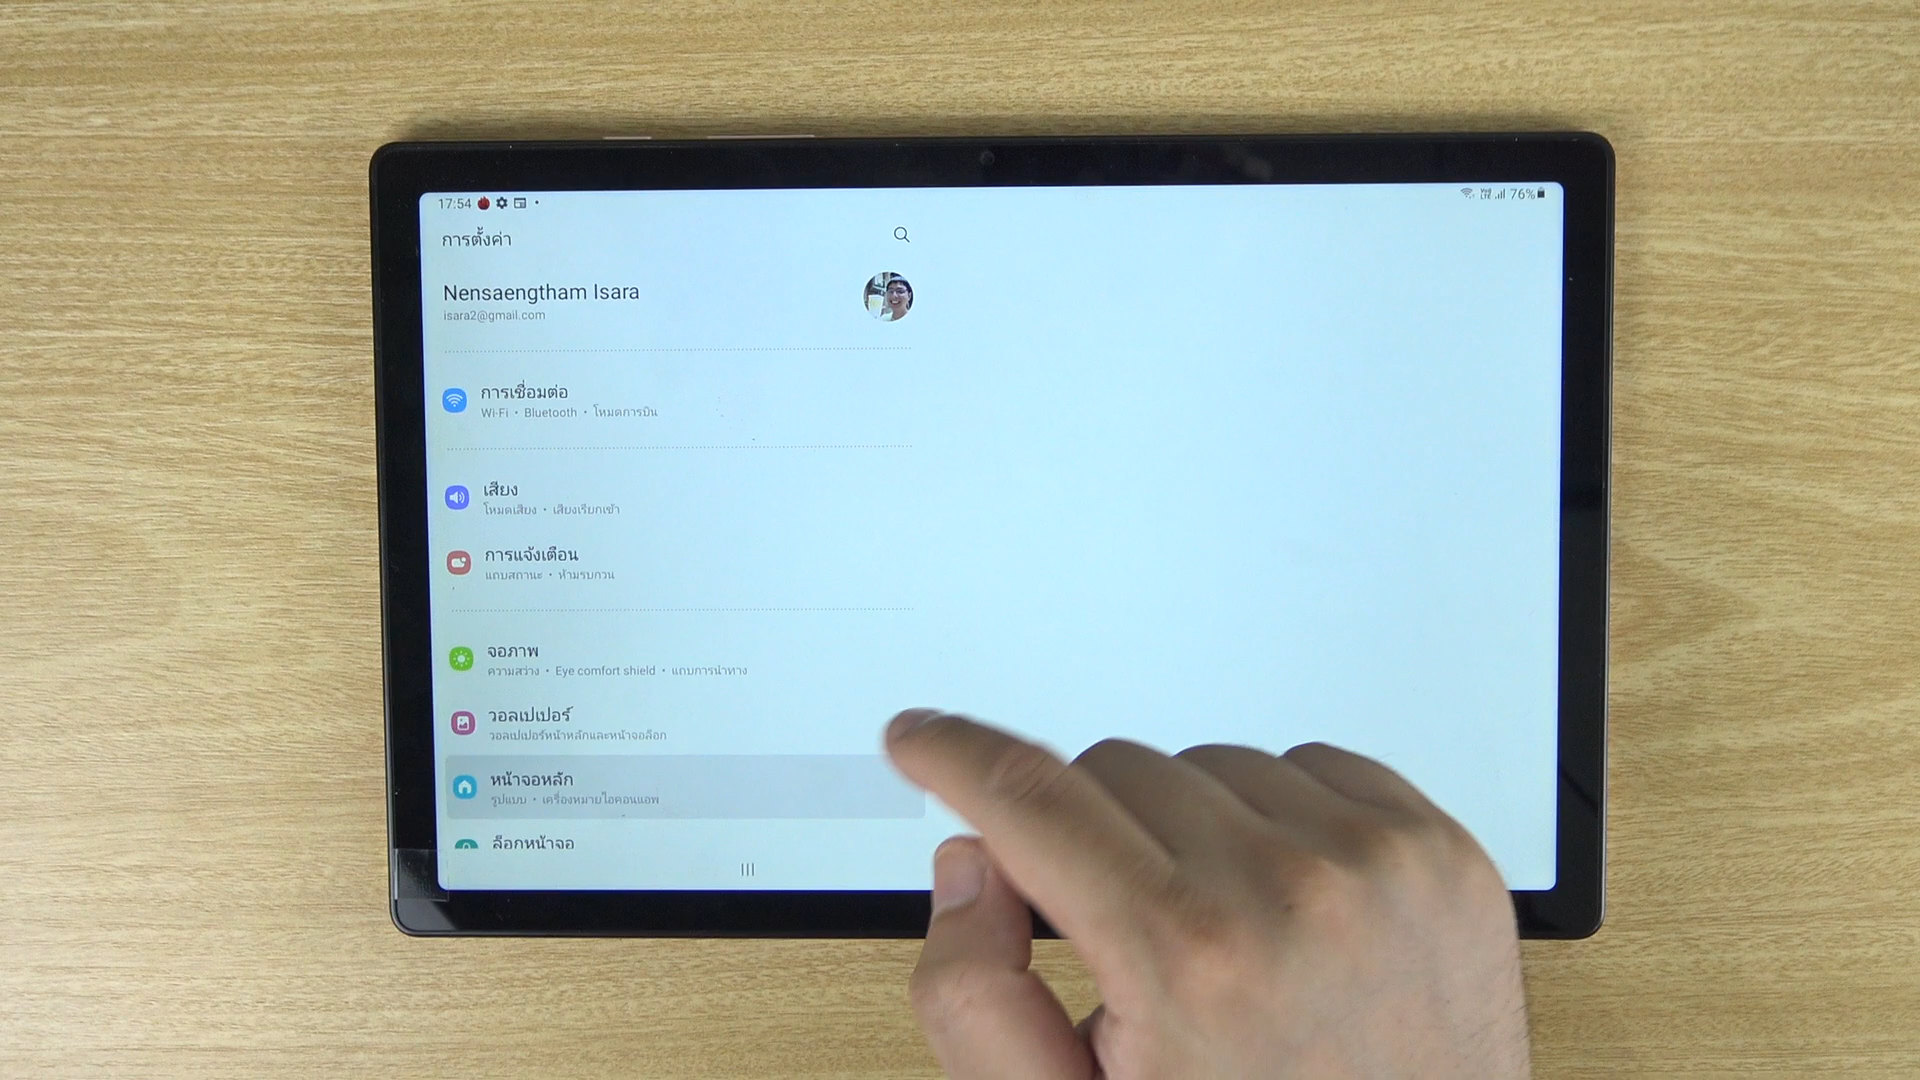 17:54
76%
การตั้งค่า
Nensaengtham Isara
isara2@gmail.com
การเชื่อมต่อ
Wi-Fi • Bluetooth • โหมดการบิน
เสียง
โหมดเสียง • เสียงเรียกเข้า
การแจ้งเตือน
แถบสถานะ • ห้ามรบกวน
จอภาพ
ความสว่าง • Eye comfort shield • แถบการนำทาง
วอลเปเปอร์
วอลเปเปอร์หน้าหลักและหน้าจอล็อก
หน้าจอหลัก
รูปแบบ • เครื่องหมายไอคอนแอพ
ล็อกหน้าจอ